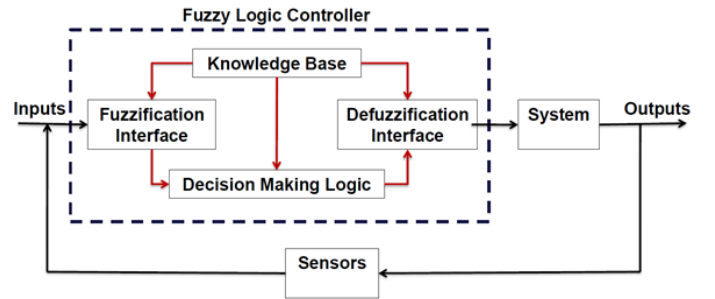 Fuzzy Logic Controller
Knowledge Base
Inputs
Fuzzification
Interface
Defuzzification
Interface
System
Outputs
Decision Making Logic
Sensors